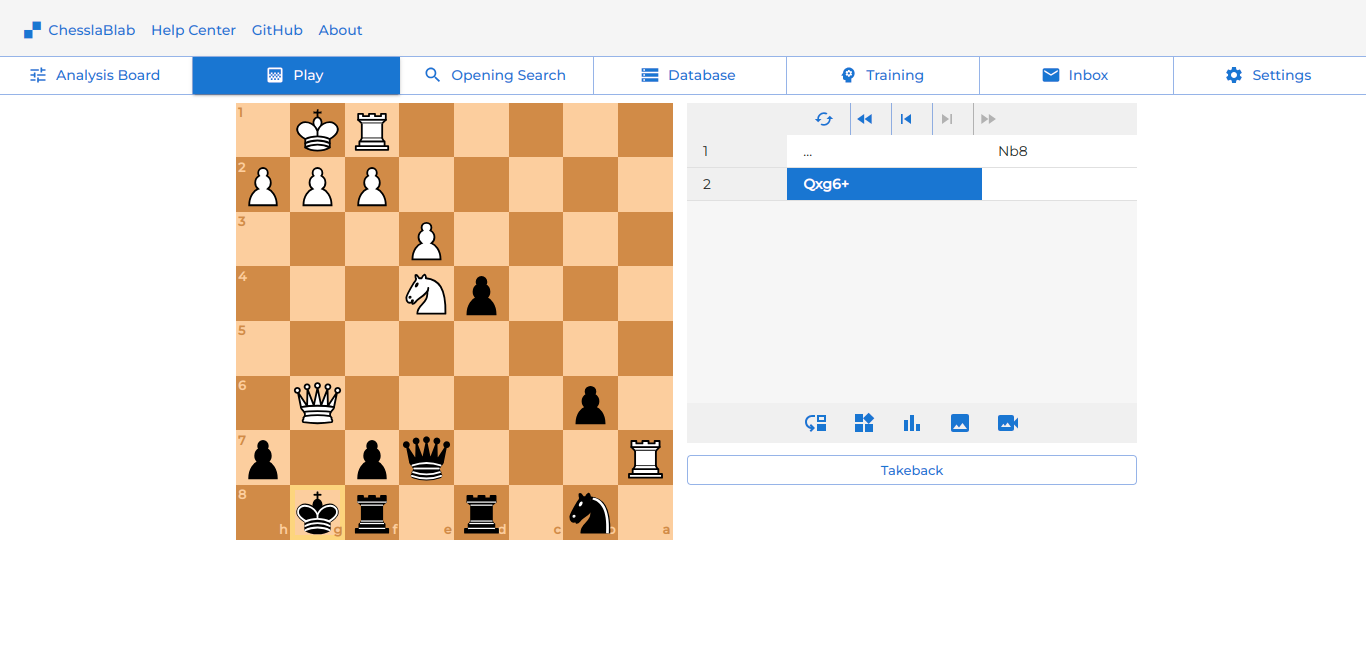 ChesslaBlab Help Center GitHub About
Analysis Board Play Opening Search Database Training Inbox Settings
1
2
3
4
5
6
7
8
h g f e d c b a
1 ... Nb8
2 Qxg6+
Takeback